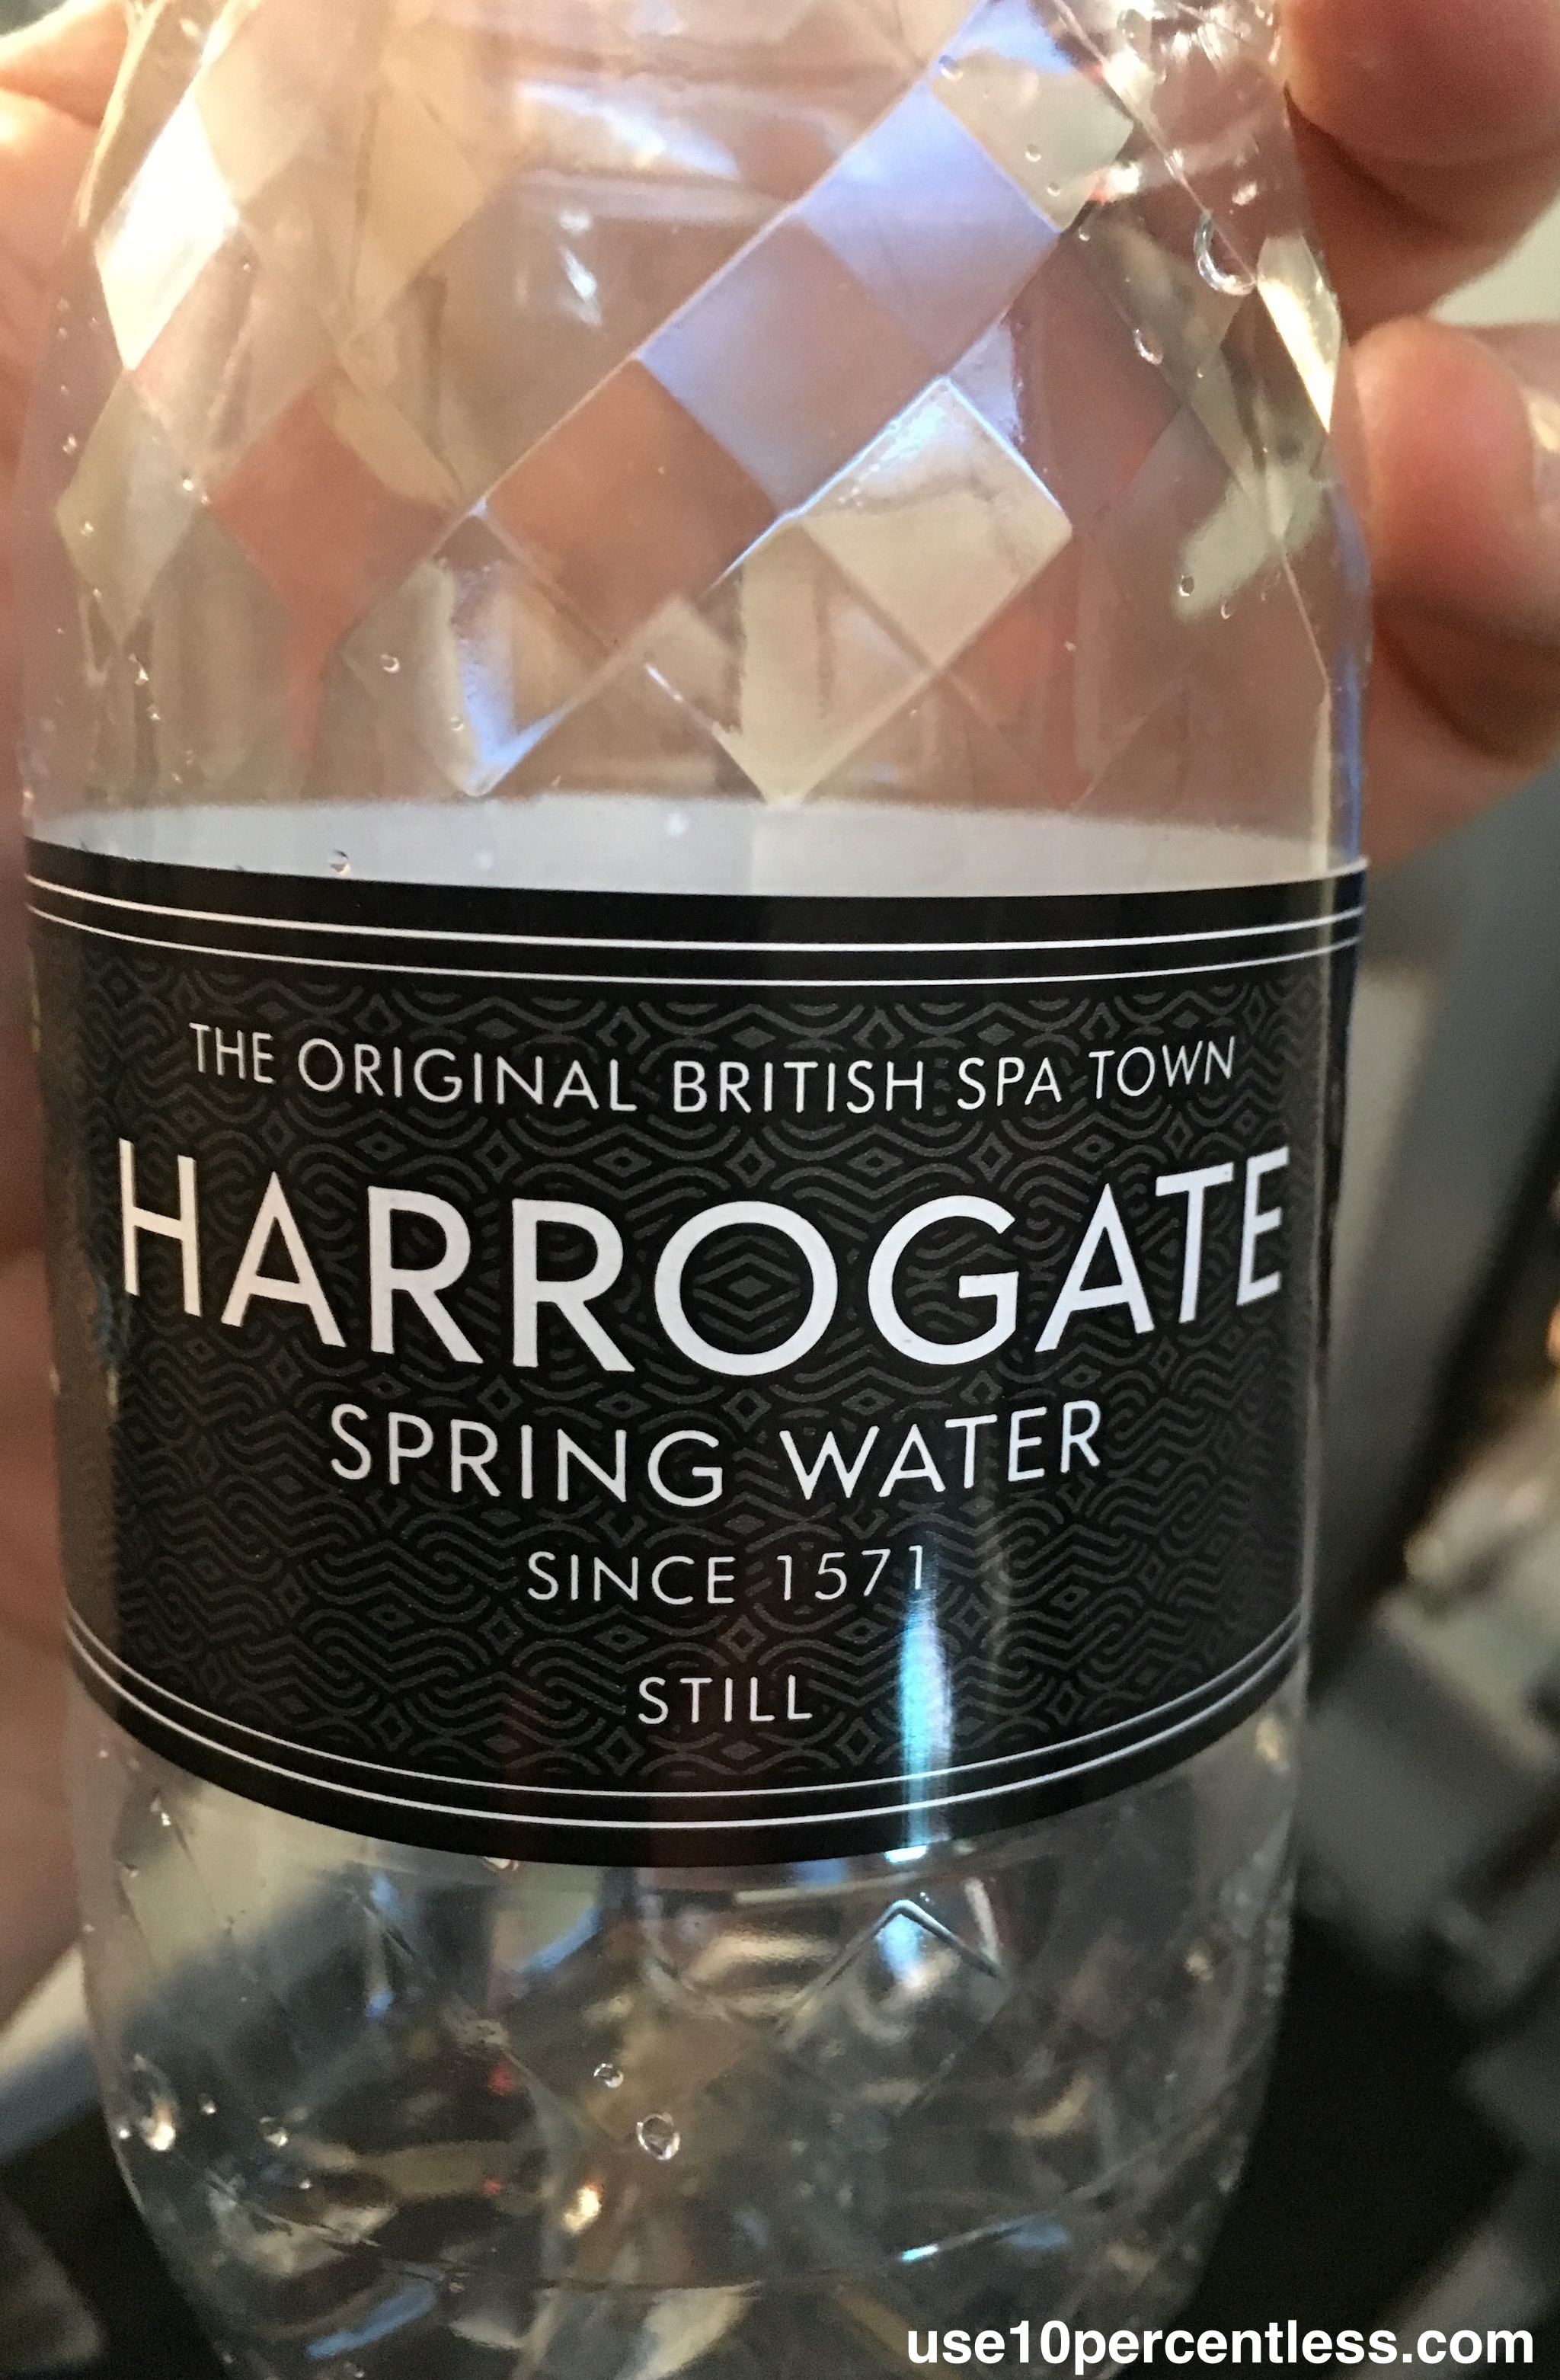 THE ORIGINAL BRITISH SPA TOWN
HARROGATE
SPRING WATER
SINCE 1571
STILL
use10percentless.com